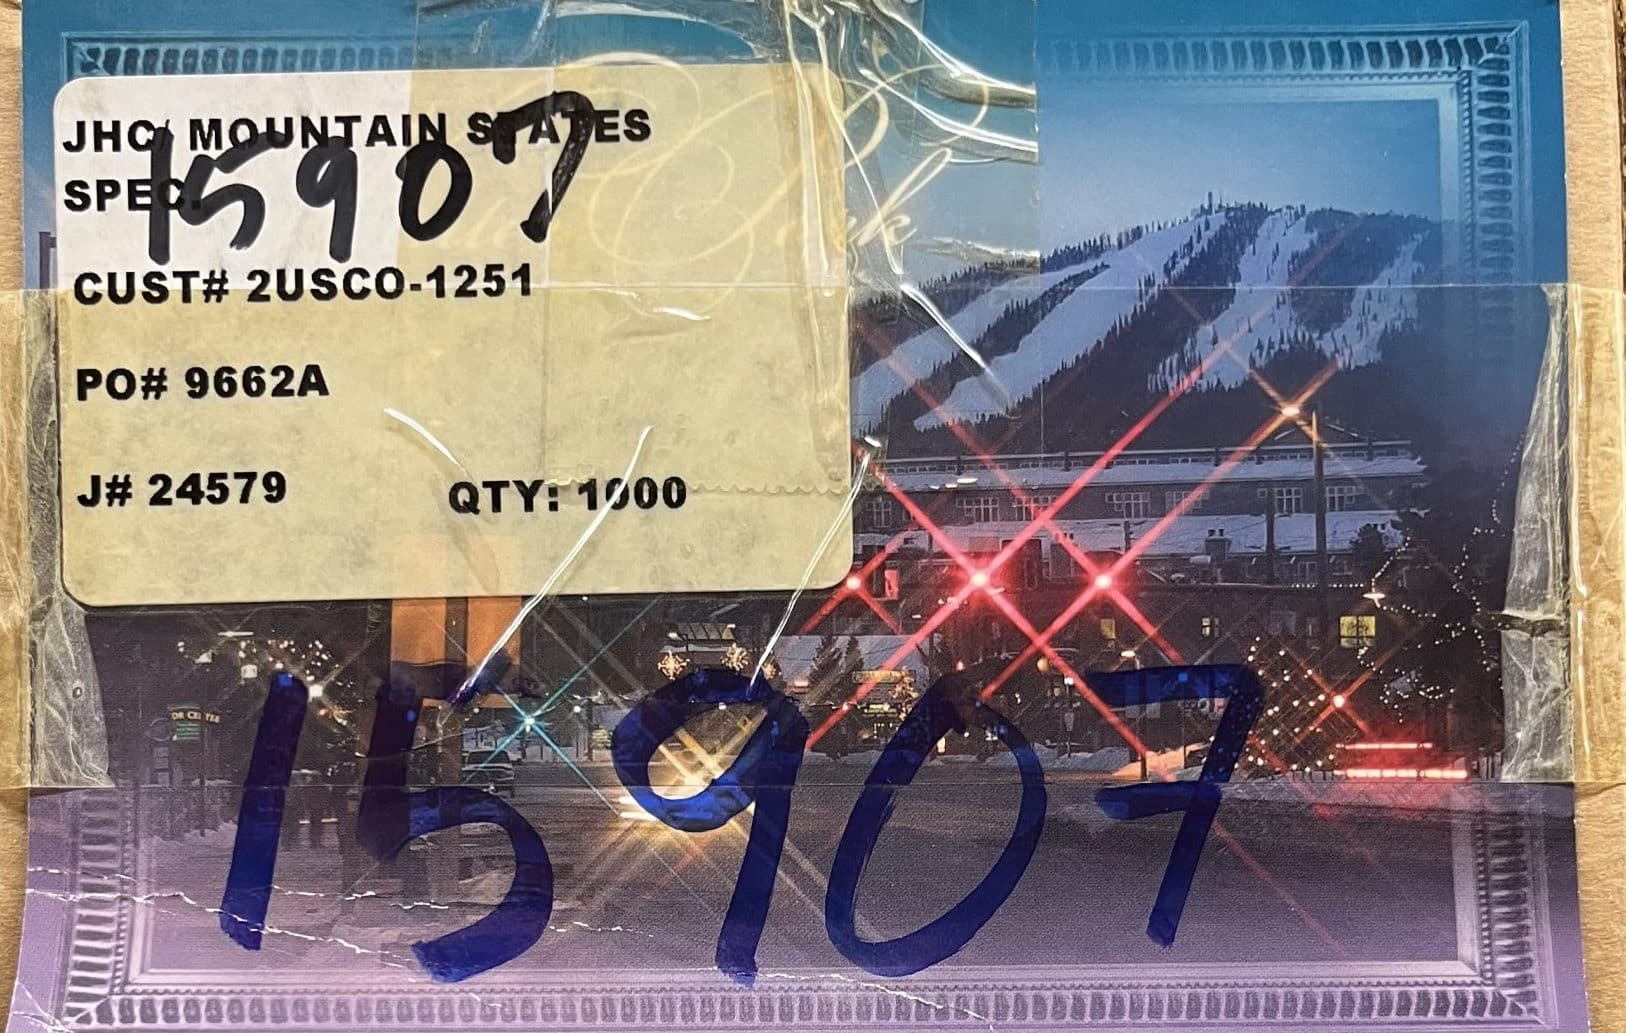 JHC/ MOUNTAIN STATES
SPEC.
15907
CUST# 2USCO-1251
PO# 9662A
J# 24579 QTY: 1000
15907